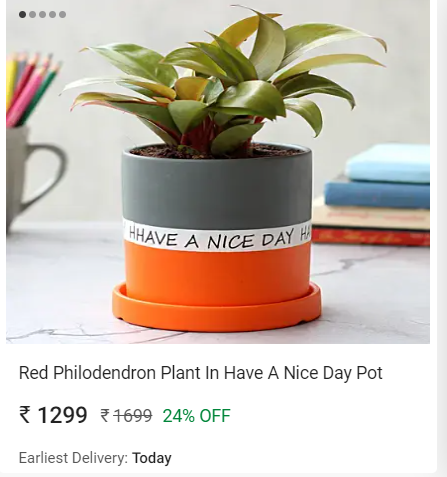 HHAVE A NICE DAY HA
Red Philodendron Plant In Have A Nice Day Pot
₹ 1299 ₹ 1699 24% OFF
Earliest Delivery: Today